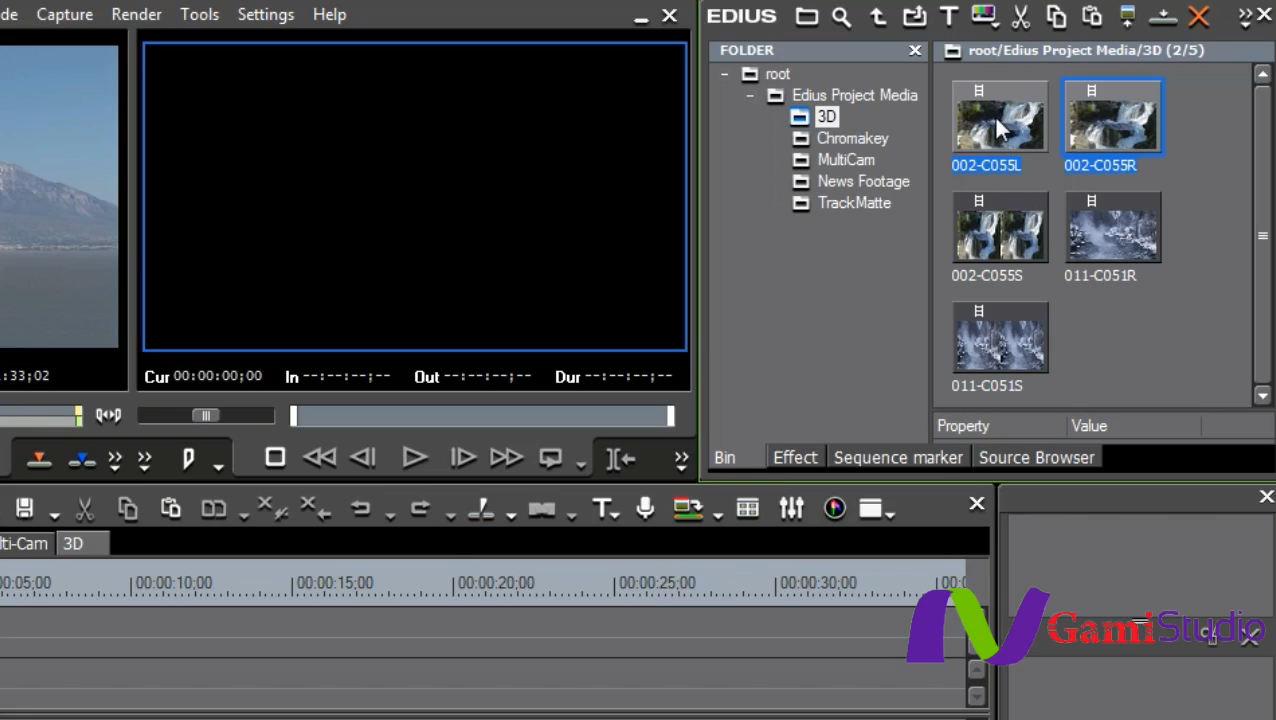 de Capture Render Tools Settings Help
EDIUS
FOLDER
root/Edius Project Media/3D (2/5)
root
Edius Project Media
3D
Chromakey
MultiCam
News Footage
TrackMatte
002-C055L 002-C055R
002-C055S 011-C051R
011-C051S
:33;02
Cur 00:00:00;00 In --:--:--;-- Out --:--:--;-- Dur --:--:--;--
Property Value
Bin Effect Sequence marker Source Browser
lti-Cam 3D
00:05;00 00:00:10;00 00:00:15;00 00:00:20;00 00:00:25;00 00:00:30;00 00:0
GamiStudio